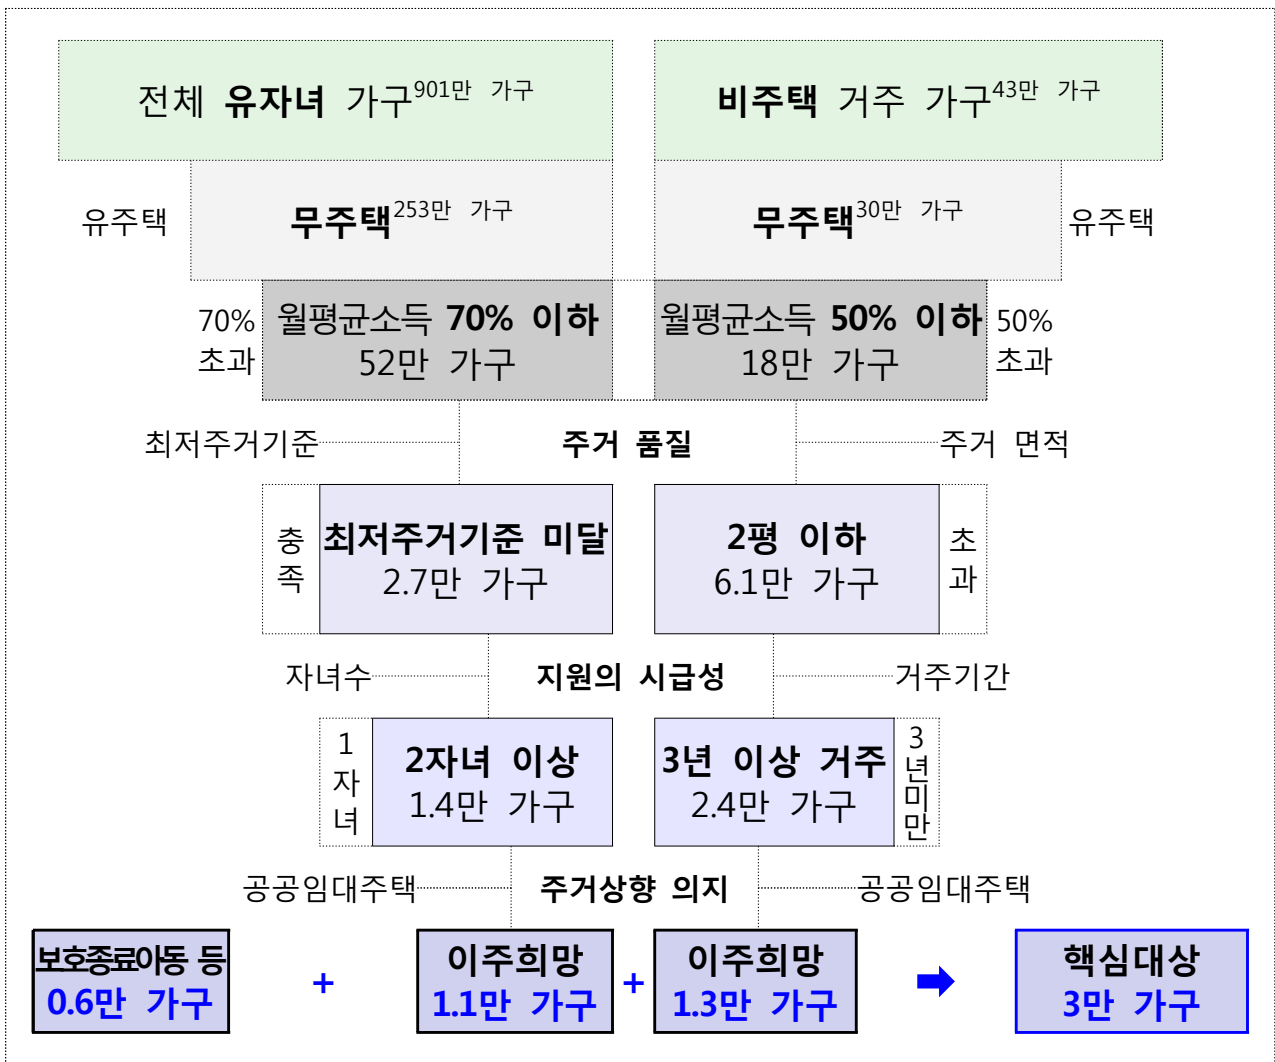 전체 유자녀 가구901만 가구
비주택 거주 가구43만 가구
유주택
무주택253만 가구
무주택30만 가구
유주택
70%
초과
월평균소득 70% 이하
52만 가구
월평균소득 50% 이하
18만 가구
50%
초과
최저주거기준
주거 품질
주거 면적
충
족
최저주거기준 미달
2.7만 가구
2평 이하
6.1만 가구
초
과
자녀수
지원의 시급성
거주기간
1
자
녀
2자녀 이상
1.4만 가구
3년 이상 거주
2.4만 가구
3
년
미
만
공공임대주택
주거상향 의지
공공임대주택
보호종료아동 등
0.6만 가구
+
이주희망
1.1만 가구
+
이주희망
1.3만 가구
핵심대상
3만 가구